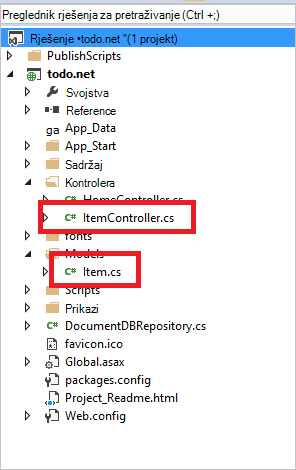 Preglednik rješenja za pretraživanje (Ctrl +;)
Rješenje •todo.net "(1 projekt)
PublishScripts
todo.net
Svojstva
Reference
ga App_Data
App_Start
Sadržaj
Kontrolera
HomeController.cs
C# ItemController.cs
fonts
Models
C# Item.cs
Scripts
Prikazi
C# DocumentDBRepository.cs
favicon.ico
Global.asax
packages.config
Project_Readme.html
Web.config